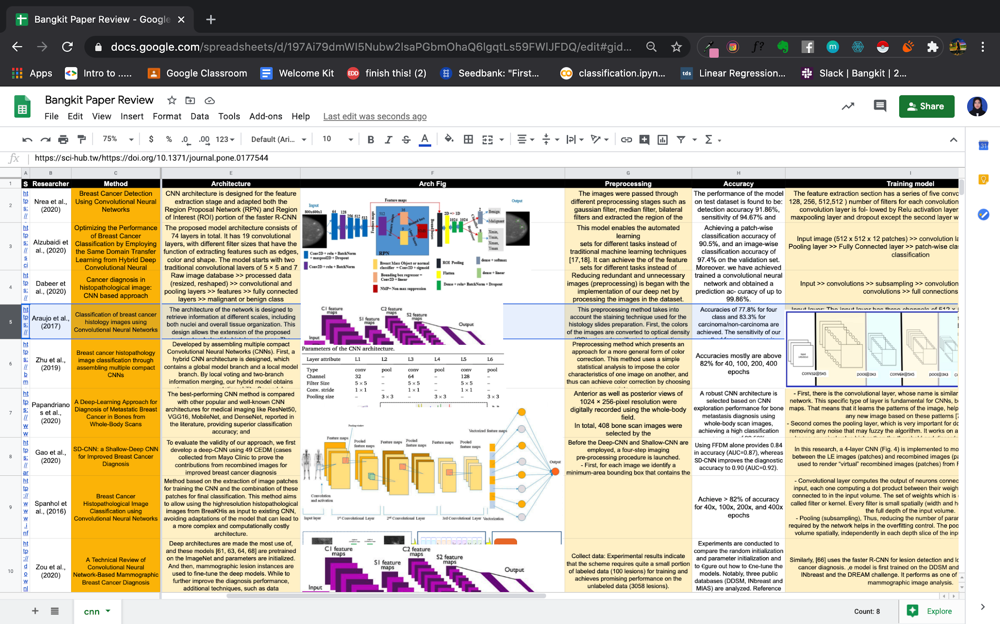 Bangkit Paper Review - Google
docs.google.com/spreadsheets/d/197Ai79dmWI5Nubw2lsaPGbmOhaQ6lgqtLs59FWlJFDQ/edit#gid...
Apps
Intro to .....
Google Classroom
Welcome Kit
EDD
finish this! (2)
Seedbank: "First...
classification.ipyn...
tds
Linear Regression...
Slack | Bangkit | 2...
Bangkit Paper Review
File Edit View Insert Format Data Tools Add-ons Help Last edit was seconds ago
Share
75% $ % .0 .00 123 Default (Ari... 10 B I S A
fx https://sci-hub.tw/https://doi.org/10.1371/journal.pone.0177544
A B C E F G H I
1 S Researcher Method Architecture Arch Fig Preprocessing Accuracy Training model
2
ht
tp
s:
//
Nrea et al.,
(2020)
Breast Cancer Detection
Using Convolutional Neural
Networks
CNN architecture is designed for the feature
extraction stage and adapted both the
Region Proposal Network (RPN) and Region
of Interest (ROI) portion of the faster R-CNN
The images were passed through
different preprocessing stages such as
gaussian filter, median filter, bilateral
filters and extracted the region of the
The performance of the model
on test dataset is found to be:
detection accuracy 91.86%,
sensitivity of 94.67% and
The feature extraction section has a series of five convo
128, 256, 512,512 ) number of filters for each convolution
convolution layer is fol- lowed by Relu activation layer,
maxpooling layer and dropout except the second layer w
3
ht
tp
s:
//
s
ci
Alzubaidi et
al., (2020)
Optimizing the Performance
of Breast Cancer
Classification by Employing
the Same Domain Transfer
Learning from Hybrid Deep
Convolutional Neural
The proposed model architecture consists of
74 layers in total. It has 19 convolutional
layers, with different filter sizes that have the
function of extracting features such as edges,
color and shape. The model starts with two
traditional convolutional layers of 5 × 5 and 7
This model enables the automated
learning
sets for different tasks instead of
traditional machine learning techniques
[17,18]. It can achieve the of the feature
sets for different tasks instead of
Achieving a patch-wise
classification accuracy of
90.5%, and an image-wise
classification accuracy of
97.4% on the validation set.
Moreover, we have achieved
Input image (512 x 512 x 12 patches) >> convolution la
Pooling layer >> Fully Connected layer >> patch-wise cla
classification
4
ht
tp
s:
//
Dabeer et
al., (2020)
Cancer diagnosis in
histopathological image:
CNN based approach
Raw image database >> processed data
(resized, reshaped) >> convolutional and
pooling layers >> features >> fully connected
layers >> malignant or benign class
Reducing redundant and unnecessary
images (preprocessing) is began with the
implementation of our deep net by
processing the images in the dataset.
trained a convolutional neural
network and obtained a
prediction ac- curacy of up to
99.86%.
Input >> convolutions >> subsampling >> convolution
convolutions >> full connections
Input
800x600x1
64 128 256 512 512
Feature maps
Feature maps
512
36
9
Bound box
Class Score
NMS
RPN
Bound boxes
2D => 1D
1024 1024
Classifier
Regressor
2
8
Benign
Malignant
Xmin,
Ymin,
Xmax,
Ymax
Output
Conv2D + relu + BatchNorm
+ maxpool2D + Dropout
Conv2D + relu + BatchNorm
Breast Mass Object or normal
classifier = Conv2D + sigmoid
Bounding box regressor =
Conv2D + linear
NMP= Non max suppression
ROI Pooling
Flatten
Dense + relu+ BatchNorm + Dropout
dense + softmax
dense + linear
5
ht
tp
s:
//
Araujo et al.,
(2017)
Classification of breast cancer
histology images using
Convolutional Neural Networks
The architecture of the network is designed to
retrieve information at different scales, including
both nuclei and overall tissue organization. This
design allows the extension of the proposed
C1 feature
maps
S1 feature
maps
C2 feature
maps
S2 feature
maps
Output
Input
This preprocessing method takes into
account the staining technique used for the
histology slides preparation. First, the colors
of the images are converted to optical density
Accuracies of 77.8% for four
class and 83.3% for
carcinoma/non-carcinoma are
achieved. The sensitivity of our
Input
conv32@5x5
pool@3x3
conv64@5x5
pool@3x3
6
ht
tp
s:
//
b
m
Zhu et al.,
(2019)
Breast cancer histopathology
image classification through
assembling multiple compact
CNNs
Developed by assembling multiple compact
Convolutional Neural Networks (CNNs). First, a
hybrid CNN architecture is designed, which
contains a global model branch and a local model
branch. By local voting and two-branch
information merging, our hybrid model obtains
Parameters of the CNN architecture.
Layer attribute L1 L2 L3 L4 L5 L6
Type conv pool conv pool conv pool
Channel 32 – 64 – 128 –
Filter Size 5 × 5 – 5 × 5 – 5 × 5 –
Conv. stride 1 × 1 – 1 × 1 – 1 × 1 –
Pooling size – 3 × 3 – 3 × 3 – 3 × 3
Preprocessing method which presents an
approach for a more general form of color
correction. This method uses a simple
statistical analysis to impose the color
characteristics of one image on another, and
thus can achieve color correction by choosing
Accuracies mostly are above
82% for 40, 100, 200, 400
epochs
7
ht
tp
s:
//
w
w
Papandriano
s et al.,
(2020)
A Deep-Learning Approach for
Diagnosis of Metastatic Breast
Cancer in Bones from
Whole-Body Scans
The best-performing CNN method is compared
with other popular and well-known CNN
architectures for medical imaging like ResNet50,
VGG16, MobileNet, and DenseNet, reported in
the literature, providing superior classification
accuracy; and
Anterior as well as posterior views of
1024 × 256-pixel resolution were
digitally recorded using the whole-body
field.
In total, 408 bone scan images were
selected by the
A robust CNN architecture is
selected based on CNN
exploration performance for bone
metastasis diagnosis using
whole-body scan images,
achieving a high classification
- First, there is the convolutional layer, whose name is similar
network. This specific type of layer is fundamental for CNNs, b
maps. That means that it learns the patterns of the image, help
any new image based on these patterns [7
- Second comes the pooling layer, which is very important for do
removing any noise that may fuzzy the algorithm. It works on a
Pooling window
Feature maps
Pooled
feature maps
Feature maps
Pooled
feature maps
Feature maps
Pooled
feature maps
Vectorized feature maps
Output
Convolution
and activation
Input layer
1st Convolutional Layer
2nd Convolutional Layer
3rd Convolutional Layer
Vectorization
8
ht
tp
s:
//
ar
Gao et al.,
(2020)
SD-CNN: a Shallow-Deep CNN
for Improved Breast Cancer
Diagnosis
To evaluate the validity of our approach, we first
develop a deep-CNN using 49 CEDM (cases
collected from Mayo Clinic to prove the
contributions from recombined images for
improved breast cancer diagnosis
Before the Deep-CNN and Shallow-CNN are
employed, a four-step imaging
pre-processing procedure is launched.
- First, for each image we identify a
minimum-area bounding box that contains the
Using FFDM alone provides 0.84
in accuracy (AUC=0.87), whereas
SD-CNN improves the diagnostic
accuracy to 0.90 (AUC=0.92).
In this research, a 4-layer CNN (Fig. 4) is implemented to mo
between the LE images (patches) and recombined images (pa
used to render "virtual" recombined images (patches) from F
9
ht
tp
://
w
w
w
.i
nf
Spanhol et
al., (2016)
Breast Cancer
Histopathological Image
Classification using
Convolutional Neural Networks
Method based on the extraction of image patches
for training the CNN and the combination of these
patches for final classification. This method aims
to allow using the highresolution histopathological
images from BreaKHis as input to existing CNN,
avoiding adaptations of the model that can lead to
a more complex and computationally costly
architecture.
Achieve > 82% of accuracy
for 40x, 100x, 200x, and 400x
epochs
- Convolutional layer computes the output of neurons connec
input, each one computing a dot product between their weigh
connected to in the input volume. The set of weights which is
called filter or kernel. Every filter is small spatially (width and h
the full depth of the input volume.
- Pooling (subsampling), Thus, reducing the number of parar
required by the network helps in the overfitting control. The poo
volume spatially, independently in each depth slice of the inp
10
ht
tp
://
d
o
w
nl
Zou et al.,
(2020)
A Technical Review of
Convolutional Neural
Network-Based Mammographic
Breast Cancer Diagnosis
Deep architectures are made the most use of,
and these models [61, 63, 64, 68] are pretrained
on the ImageNet and parameters are initialized.
And then, mammographic lesion instances are
used to fine-tune the deep models. While to
further improve the diagnosis performance,
additional techniques, such as data
C1 feature
maps
S1 feature
maps
C2 feature
maps
S2 feature
maps
Output
Input
Collect data: Experimental results indicate
that the scheme requires quite a small portion
of labeled data (100 lesions) for training and
achieves promising performance on the
unlabeled data (3058 lesions).
Experiments are conducted to
compare the random initialization
and parameter initialization and
to €gure out how to €ne-tune the
models. Notably, three public
databases (DDSM, INbreast and
MIAS) are analyzed. Reference
Similarly, [66] uses the faster R-CNN for lesion detection and lo
cancer diagnosis. ,e model is first trained on the DDSM and
INbreast and the DREAM challenge. It performs as one of
mammographic image analysis.
cnn
Count: 8
Explore